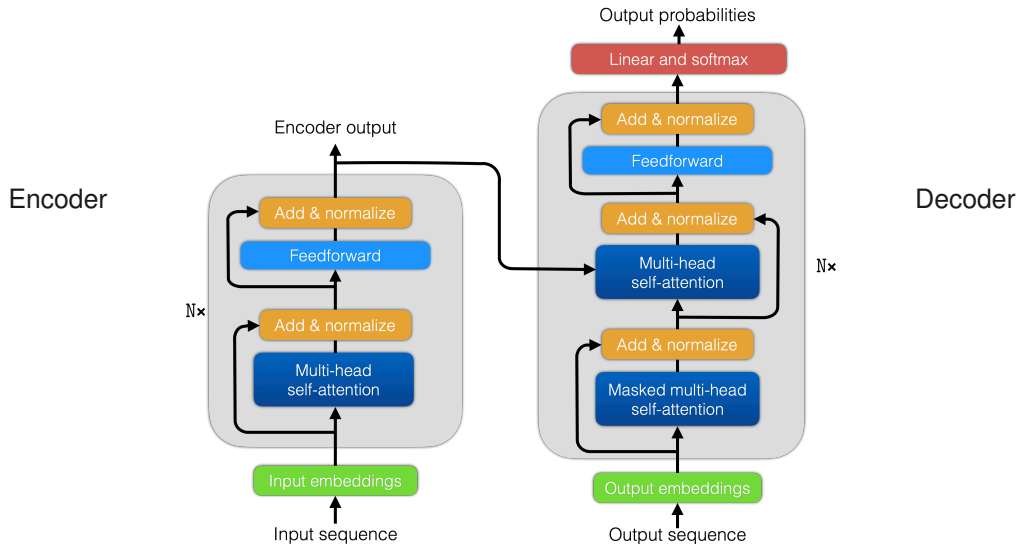 Output probabilities
Linear and softmax
Add & normalize
Feedforward
Add & normalize
Multi-head
self-attention
Add & normalize
Masked multi-head
self-attention
Output embeddings
Output sequence
N×
Decoder
Encoder
Encoder output
Add & normalize
Feedforward
N×
Add & normalize
Multi-head
self-attention
Input embeddings
Input sequence